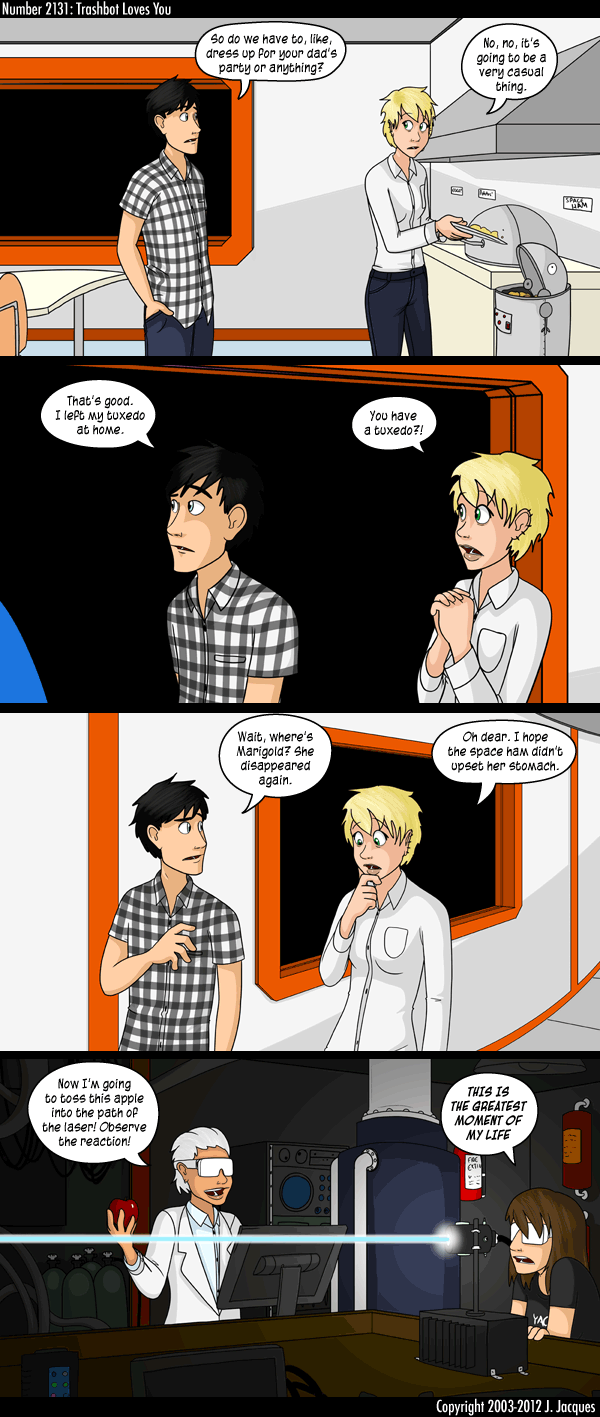 Number 2131: Trashbot Loves You
So do we have to, like,
dress up for your dad's
party or anything?
No, no, it's
going to be a
very casual
thing.
SPACE
HAM
That's good.
I left my tuxedo
at home.
You have
a tuxedo?!
Wait, where's
Marigold? She
disappeared
again.
Oh dear. I hope
the space ham didn't
upset her stomach.
Now I'm going
to toss this apple
into the path of
the laser! Observe
the reaction!
THIS IS
THE GREATEST
MOMENT OF
MY LIFE
YAO
Copyright 2003-2012 J. Jacques